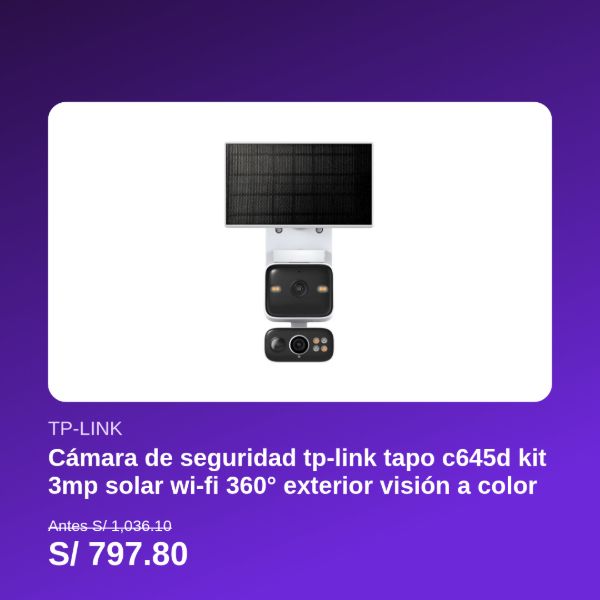 TP-LINK
Cámara de seguridad tp-link tapo c645d kit
3mp solar wi-fi 360° exterior visión a color
Antes S/ 1,036.10
S/ 797.80